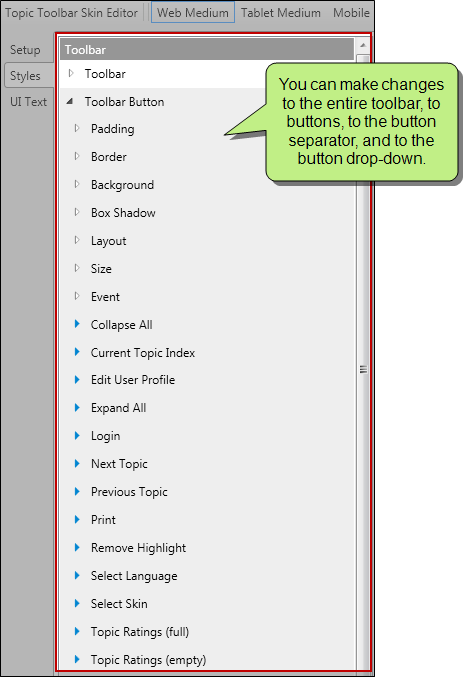 Topic Toolbar Skin Editor Web Medium Tablet Medium Mobile
Setup
Styles
UI Text
Toolbar
Toolbar
Toolbar Button
Padding
Border
Background
Box Shadow
Layout
Size
Event
Collapse All
Current Topic Index
Edit User Profile
Expand All
Login
Next Topic
Previous Topic
Print
Remove Highlight
Select Language
Select Skin
Topic Ratings (full)
Topic Ratings (empty)
You can make changes
to the entire toolbar, to
buttons, to the button
separator, and to the
button drop-down.